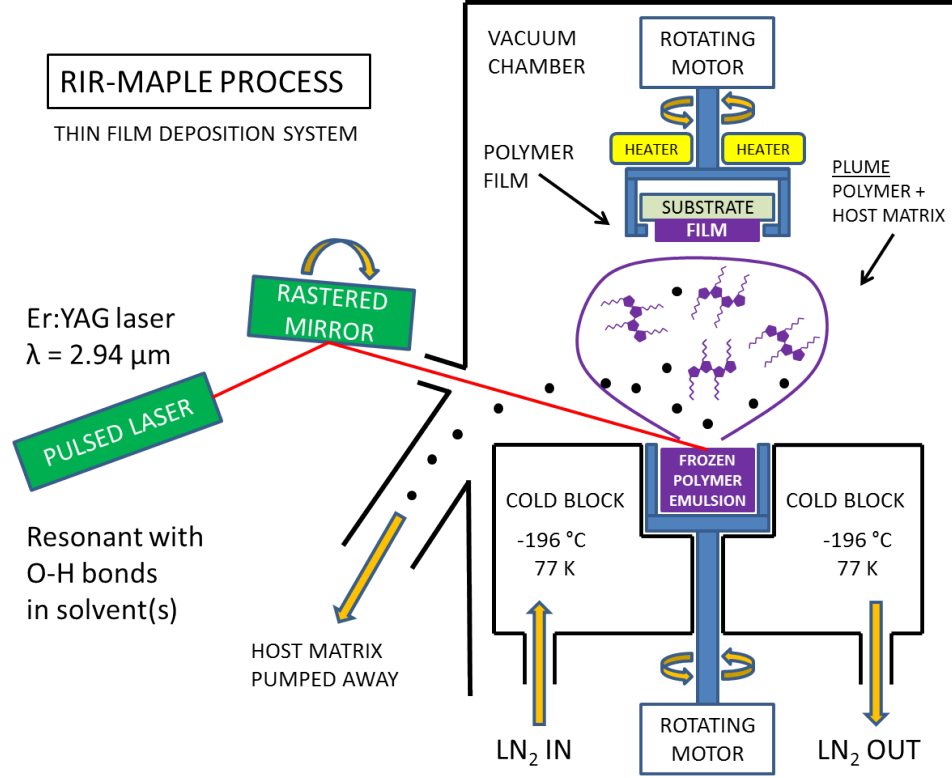 RIR-MAPLE PROCESS
THIN FILM DEPOSITION SYSTEM
VACUUM
CHAMBER
ROTATING
MOTOR
HEATER
HEATER
POLYMER
FILM
SUBSTRATE
FILM
PLUME
POLYMER +
HOST MATRIX
RASTERED
MIRROR
Er:YAG laser
λ = 2.94 μm
PULSED LASER
FROZEN
POLYMER
EMULSION
COLD BLOCK
-196 °C
77 K
COLD BLOCK
-196 °C
77 K
Resonant with
O-H bonds
in solvent(s)
HOST MATRIX
PUMPED AWAY
LN₂ IN
ROTATING
MOTOR
LN₂ OUT